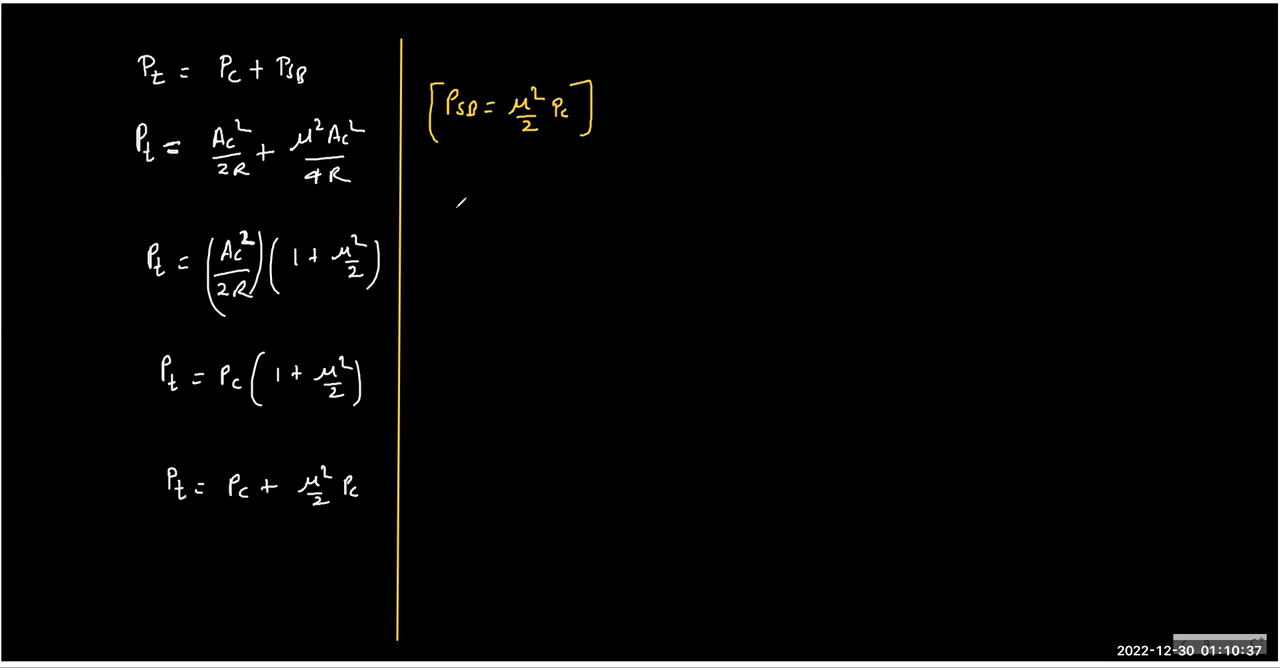 Pt = Pc + PSB
Pt = Ac²/2R + μ²Ac²/4R
Pt = (Ac²/2R)(1 + μ²/2)
Pt = Pc(1 + μ²/2)
Pt = Pc + μ²/2 Pc
[PSB = μ²/2 Pc]
2022-12-30 01:10:37